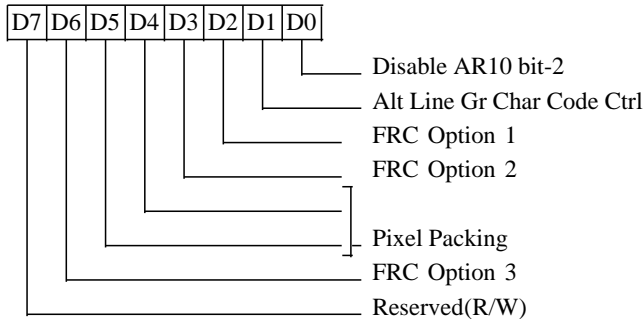 D7 D6 D5 D4 D3 D2 D1 D0
Disable AR10 bit-2
Alt Line Gr Char Code Ctrl
FRC Option 1
FRC Option 2
Pixel Packing
FRC Option 3
Reserved(R/W)